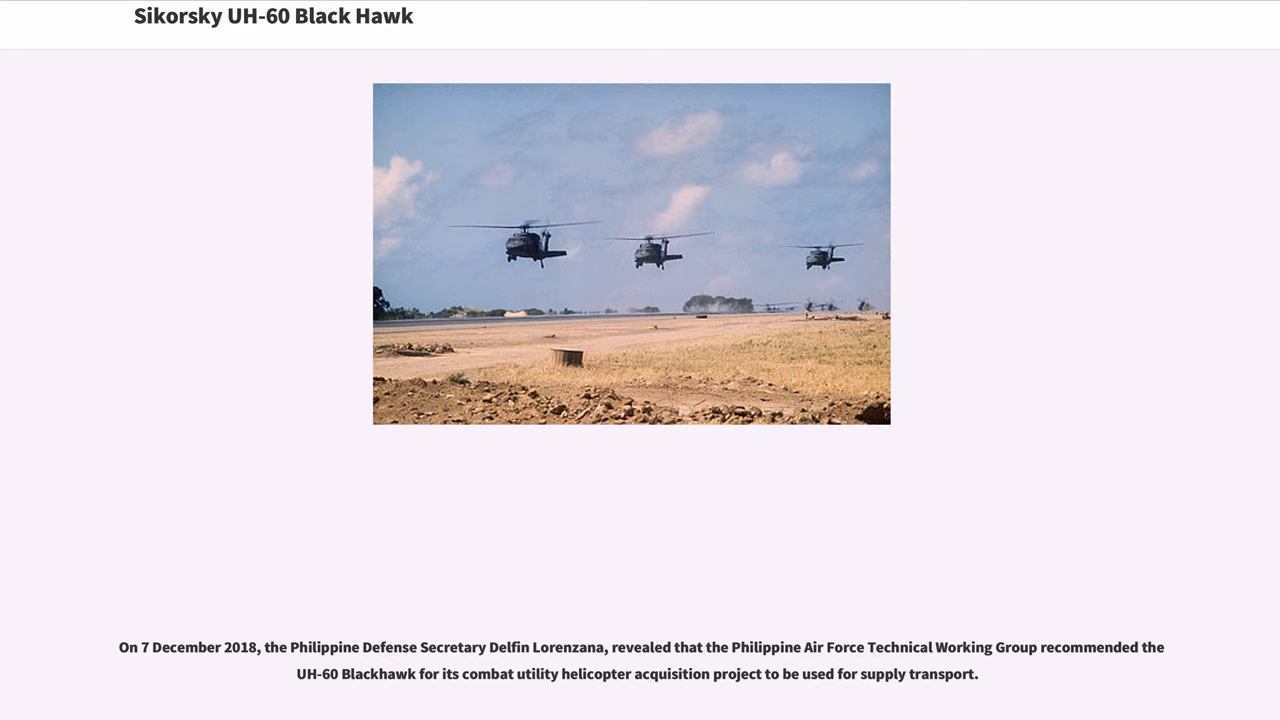 Sikorsky UH-60 Black Hawk
On 7 December 2018, the Philippine Defense Secretary Delfin Lorenzana, revealed that the Philippine Air Force Technical Working Group recommended the
UH-60 Blackhawk for its combat utility helicopter acquisition project to be used for supply transport.